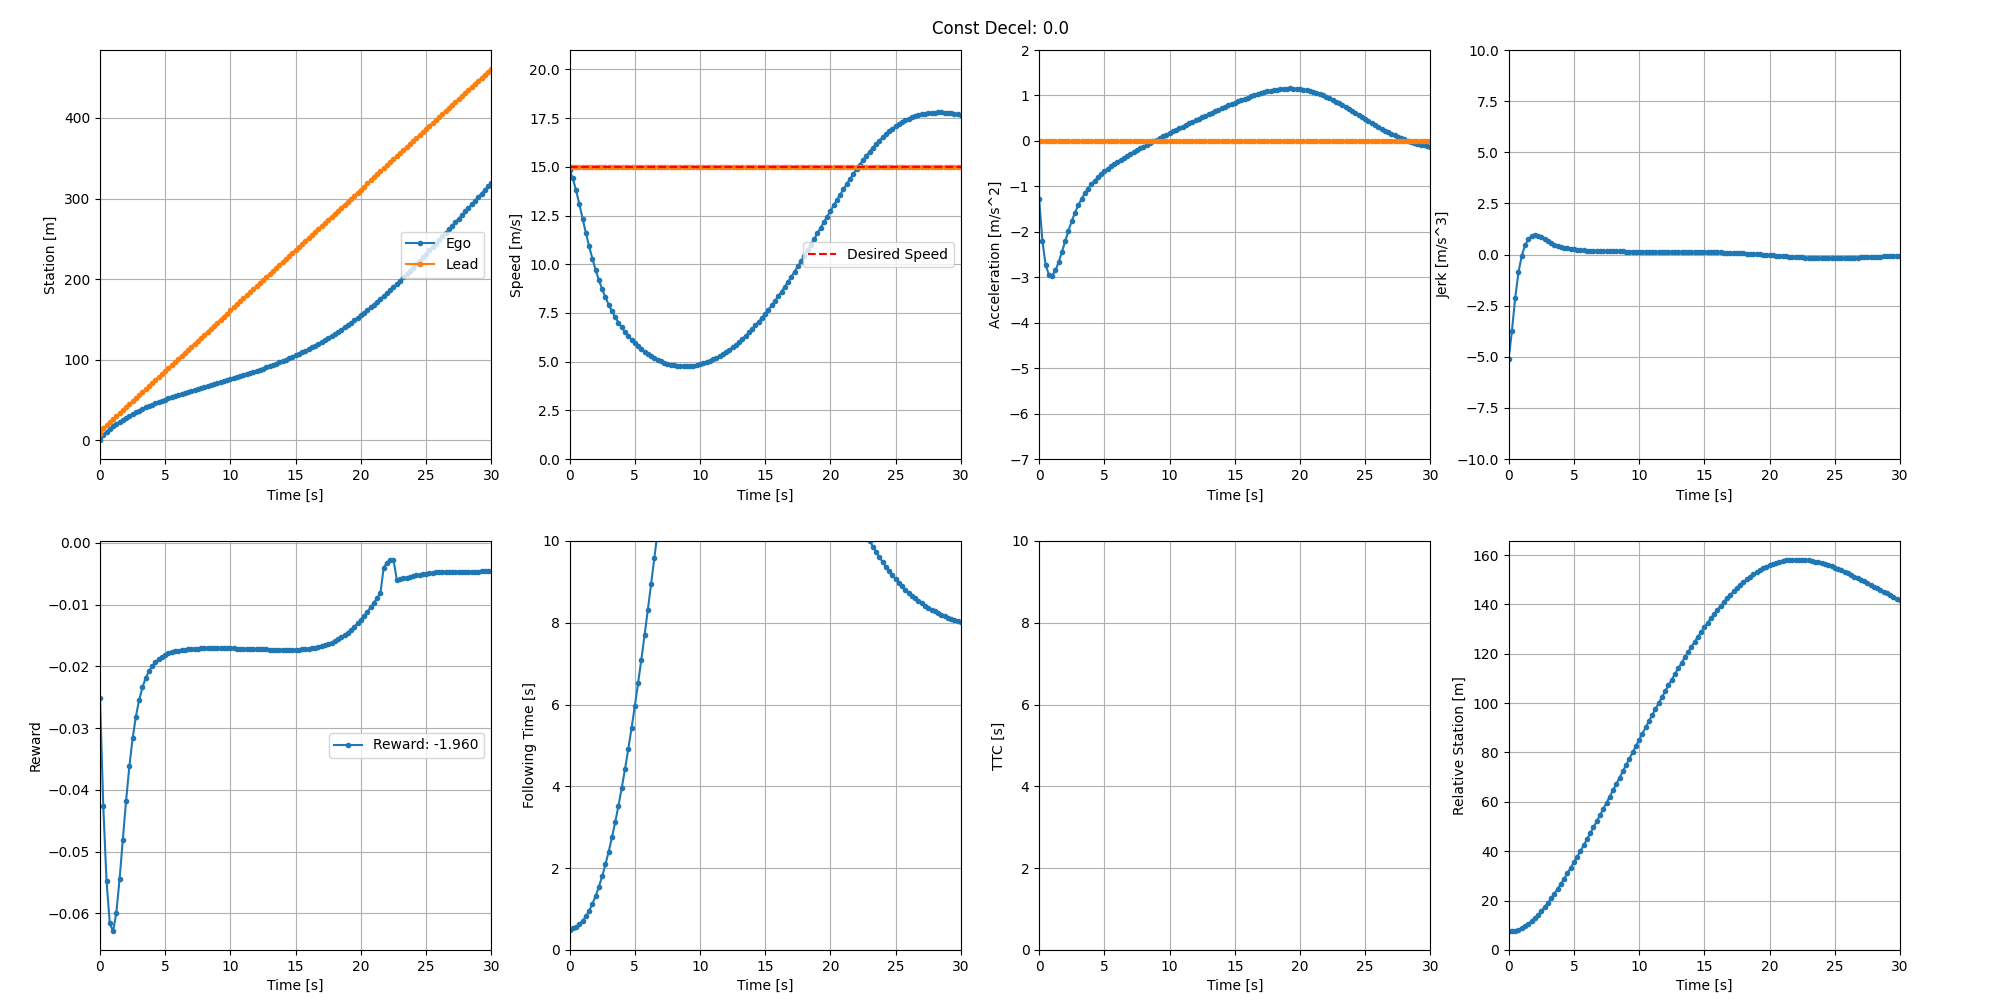 Const Decel: 0.0
400
300
200
100
0
Station [m]
0 5 10 15 20 25 30
Time [s]
Ego
Lead
20.0
17.5
15.0
12.5
10.0
7.5
5.0
2.5
0.0
Speed [m/s]
0 5 10 15 20 25 30
Time [s]
Desired Speed
2
1
0
−1
−2
−3
−4
−5
−6
−7
Acceleration [m/s^2]
0 5 10 15 20 25 30
Time [s]
10.0
7.5
5.0
2.5
0.0
−2.5
−5.0
−7.5
−10.0
Jerk [m/s^3]
0 5 10 15 20 25 30
Time [s]
0.00
−0.01
−0.02
−0.03
−0.04
−0.05
−0.06
Reward
0 5 10 15 20 25 30
Time [s]
Reward: -1.960
10
8
6
4
2
0
Following Time [s]
0 5 10 15 20 25 30
Time [s]
10
8
6
4
2
0
TTC [s]
0 5 10 15 20 25 30
Time [s]
160
140
120
100
80
60
40
20
0
Relative Station [m]
0 5 10 15 20 25 30
Time [s]